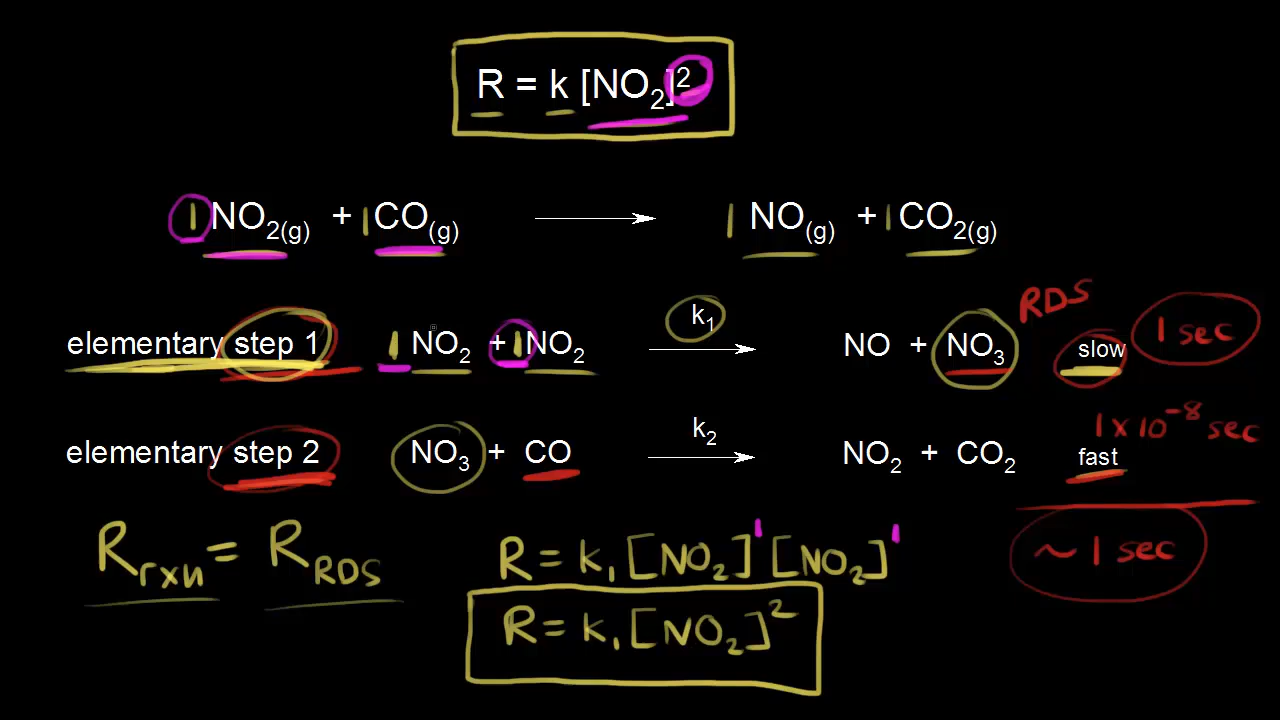 R = k [NO₂]²
1 NO₂(g) + 1 CO(g) → 1 NO(g) + 1 CO₂(g)
RDS
elementary step 1 1 NO₂ + 1 NO₂ k₁ → NO + NO₃ slow 1 sec
elementary step 2 NO₃ + CO k₂ → NO₂ + CO₂ fast 1 x 10⁻⁸ sec
R rxn = R RDS R = k₁ [NO₂]¹ [NO₂]¹ ~ 1 sec
R = k₁ [NO₂]²